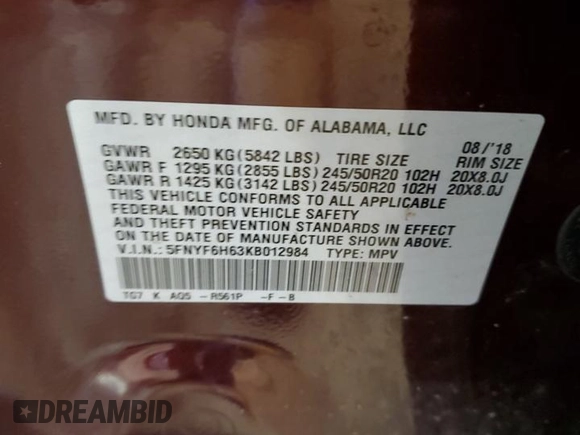 MFD. BY HONDA MFG. OF ALABAMA, LLC 08/'18
GVWR 2650 KG(5842 LBS) TIRE SIZE RIM SIZE
GAWR F 1295 KG(2855 LBS)245/50R20 102H 20X8.0J
GAWR R 1425 KG(3142 LBS)245/50R20 102H 20X8.0J
THIS VEHICLE CONFORMS TO ALL APPLICABLE
FEDERAL MOTOR VEHICLE SAFETY
AND THEFT PREVENTION STANDARDS IN EFFECT
ON THE DATE OF MANUFACTURE SHOWN ABOVE.
V.I.N.: 5FNYF6H63KB012984 TYPE: MPV
TG7 K AQ5 -R561P -F-B
DREAMBID